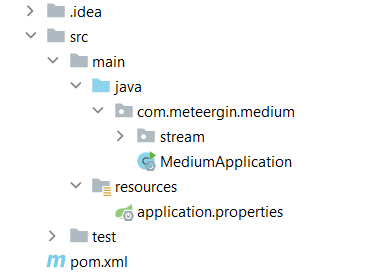 .idea
src
main
java
com.meteergin.medium
stream
MediumApplication
resources
application.properties
test
pom.xml